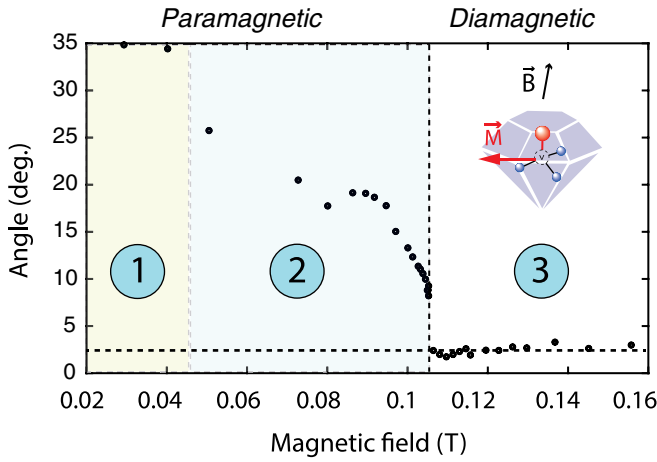 Paramagnetic Diamagnetic
35
30
25
20
15
10
5
0
Angle (deg.)
1
2
3
B
M
V
0.02 0.04 0.06 0.08 0.1 0.12 0.14 0.16
Magnetic field (T)